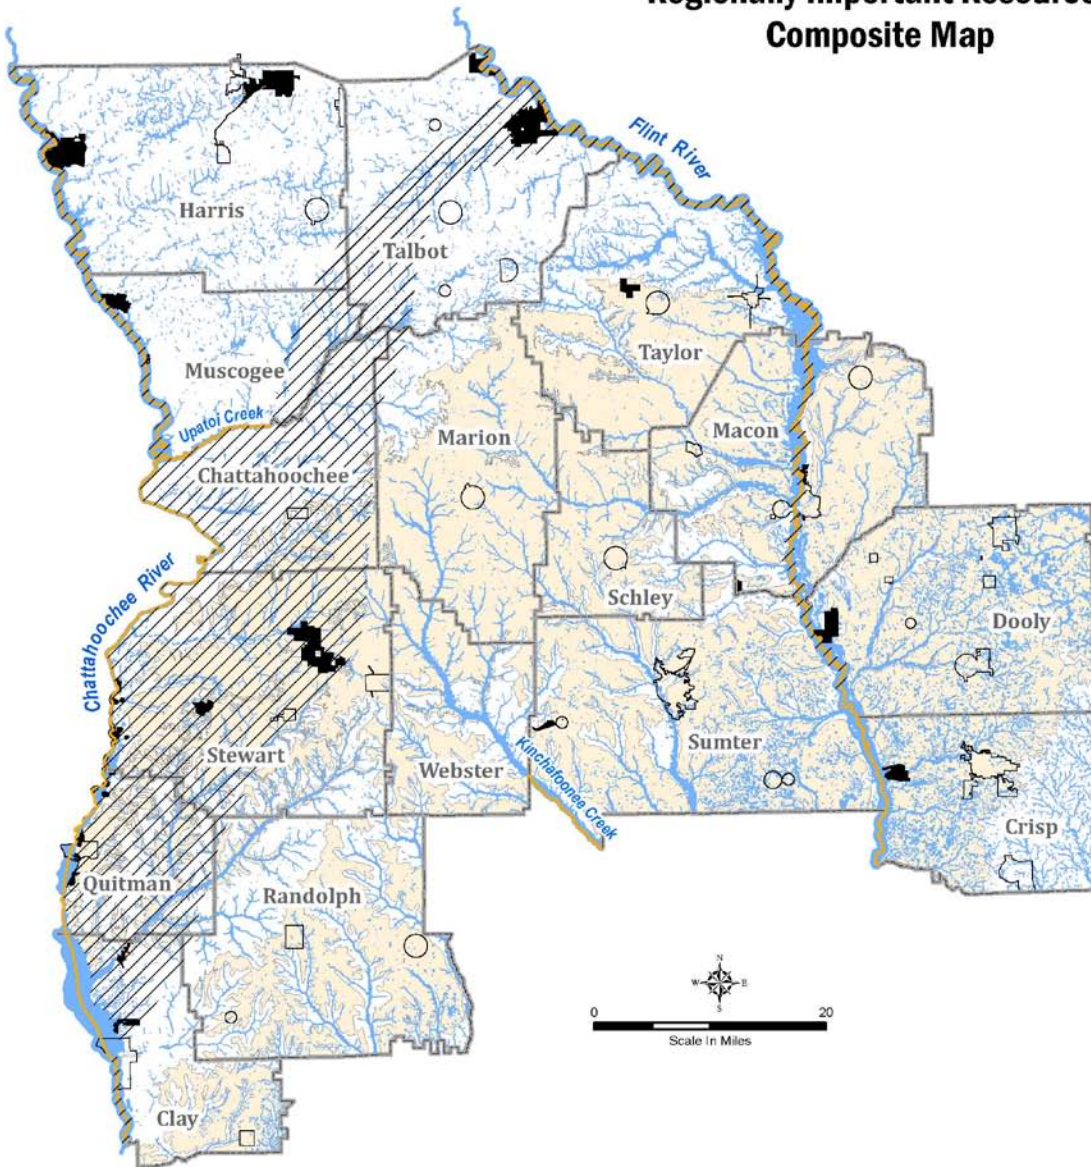 Composite Map
Flint River
Harris
Talbot
Taylor
Muscogee
Upatoi Creek
Macon
Marion
Chattahoochee
Chattahoochee River
Schley
Dooly
Stewart
Webster
Kinchafoonee Creek
Sumter
Crisp
Quitman
Randolph
N
W E
S
0 20
Scale In Miles
Clay